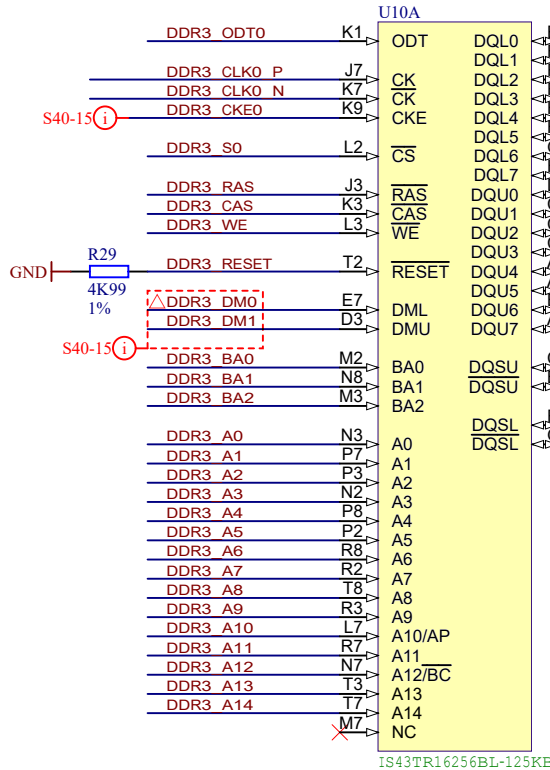 U10A
DDR3_ODT0 K1 ODT DQL0
DQL1
DDR3_CLK0_P J7 CK DQL2
DDR3_CLK0_N K7 CK DQL3
S40-15 i DDR3_CKE0 K9 CKE DQL4
DQL5
DDR3_S0 L2 CS DQL6
DQL7
DDR3_RAS J3 RAS DQU0
DDR3_CAS K3 CAS DQU1
DDR3_WE L3 WE DQU2
DQU3
GND R29 4K99 1% DDR3_RESET T2 RESET DQU4
DQU5
DDR3_DM0 E7 DML DQU6
DDR3_DM1 D3 DMU DQU7
S40-15 i
DDR3_BA0 M2 BA0 DQSU
DDR3_BA1 N8 BA1 DQSU
DDR3_BA2 M3 BA2
DQSL
DDR3_A0 N3 A0 DQSL
DDR3_A1 P7 A1
DDR3_A2 P3 A2
DDR3_A3 N2 A3
DDR3_A4 P8 A4
DDR3_A5 P2 A5
DDR3_A6 R8 A6
DDR3_A7 R2 A7
DDR3_A8 T8 A8
DDR3_A9 R3 A9
DDR3_A10 L7 A10/AP
DDR3_A11 R7 A11
DDR3_A12 N7 A12/BC
DDR3_A13 T3 A13
DDR3_A14 T7 A14
M7 NC
IS43TR16256BL-125KB